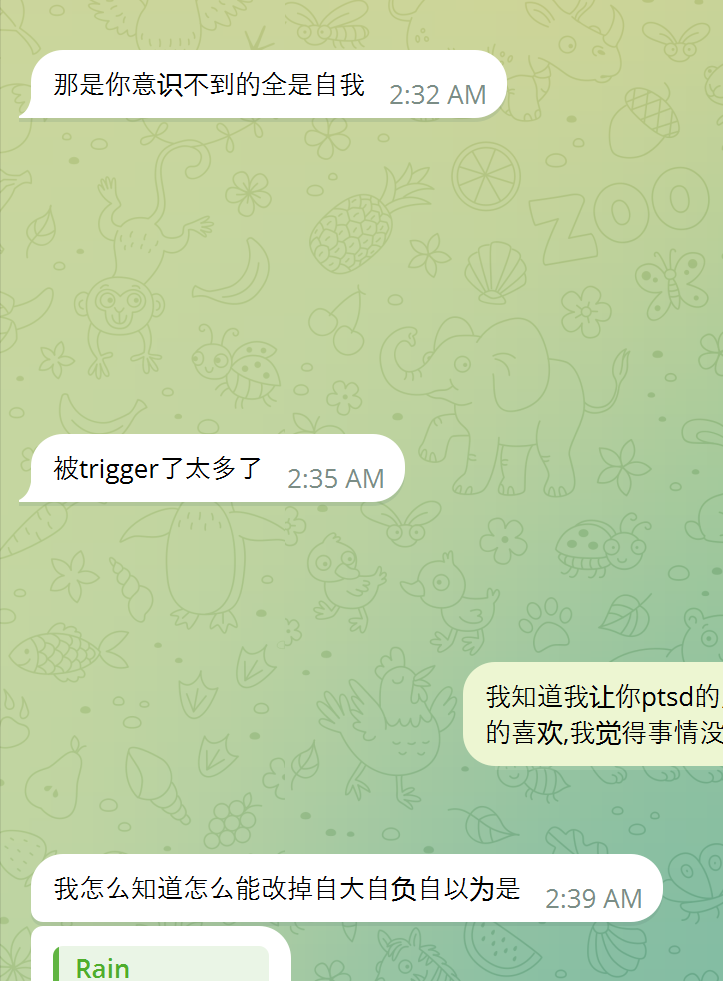 那是你意识不到的全是自我
2:32 AM
ZOO
被trigger了太多了
2:35 AM
我知道我让你ptsd的
的喜欢,我觉得事情没
我怎么知道怎么能改掉自大自负自以为是
2:39 AM
Rain